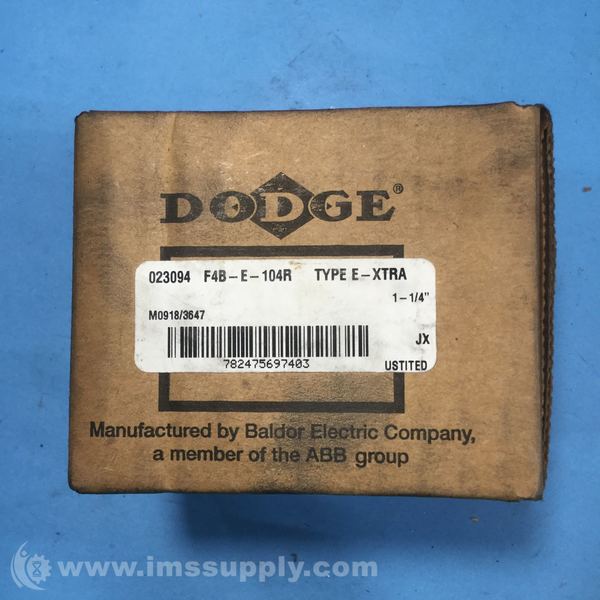 DODGE®
023094 F4B-E-104R TYPE E-XTRA
1-1/4"
M0918/3647
JX
782475697403
USTITED
Manufactured by Baldor Electric Company,
a member of the ABB group
www.imssupply.com